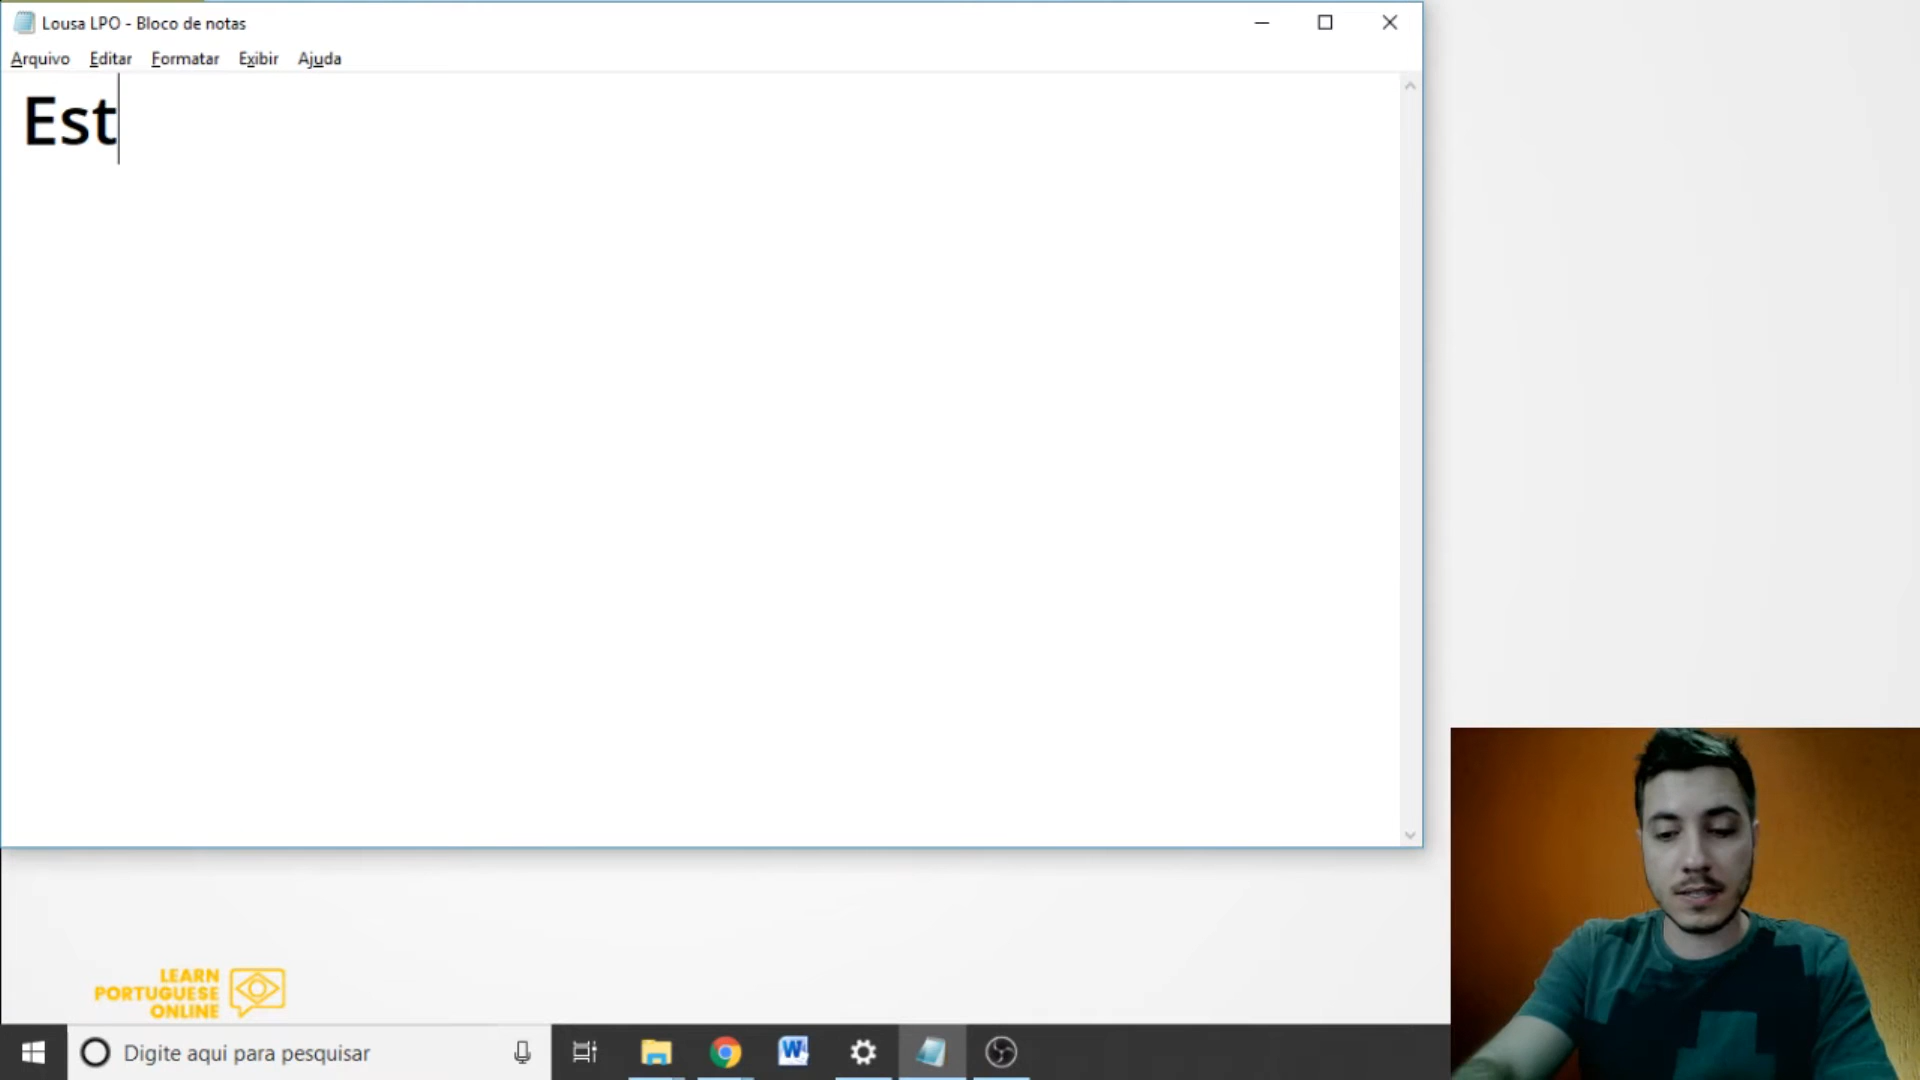 Lousa LPO - Bloco de notas
Arquivo Editar Formatar Exibir Ajuda
Est
LEARN
PORTUGUESE
ONLINE
Digite aqui para pesquisar
W